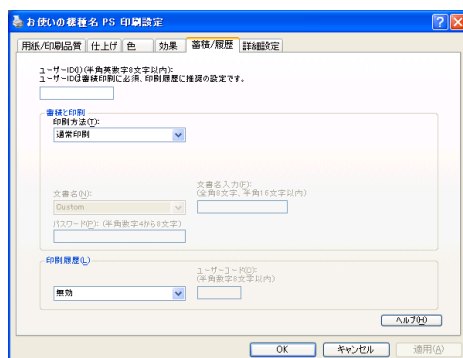 お使いの機種名 PS 印刷設定
用紙/印刷品質 仕上げ 色 効果 蓄積/履歴 詳細設定
ユーザーID(I)(半角英数字8文字以内):
ユーザーIDは蓄積印刷に必須、印刷履歴に推奨の設定です。
蓄積と印刷
印刷方法(T):
通常印刷
文書名(N):
Custom
文書名入力(F):
(全角8文字、半角16文字以内)
パスワード(P): (半角数字4から8文字)
印刷履歴(L)
無効
ユーザーコード(O):
(半角数字8文字以内)
ヘルプ(H)
OK キャンセル 適用(A)